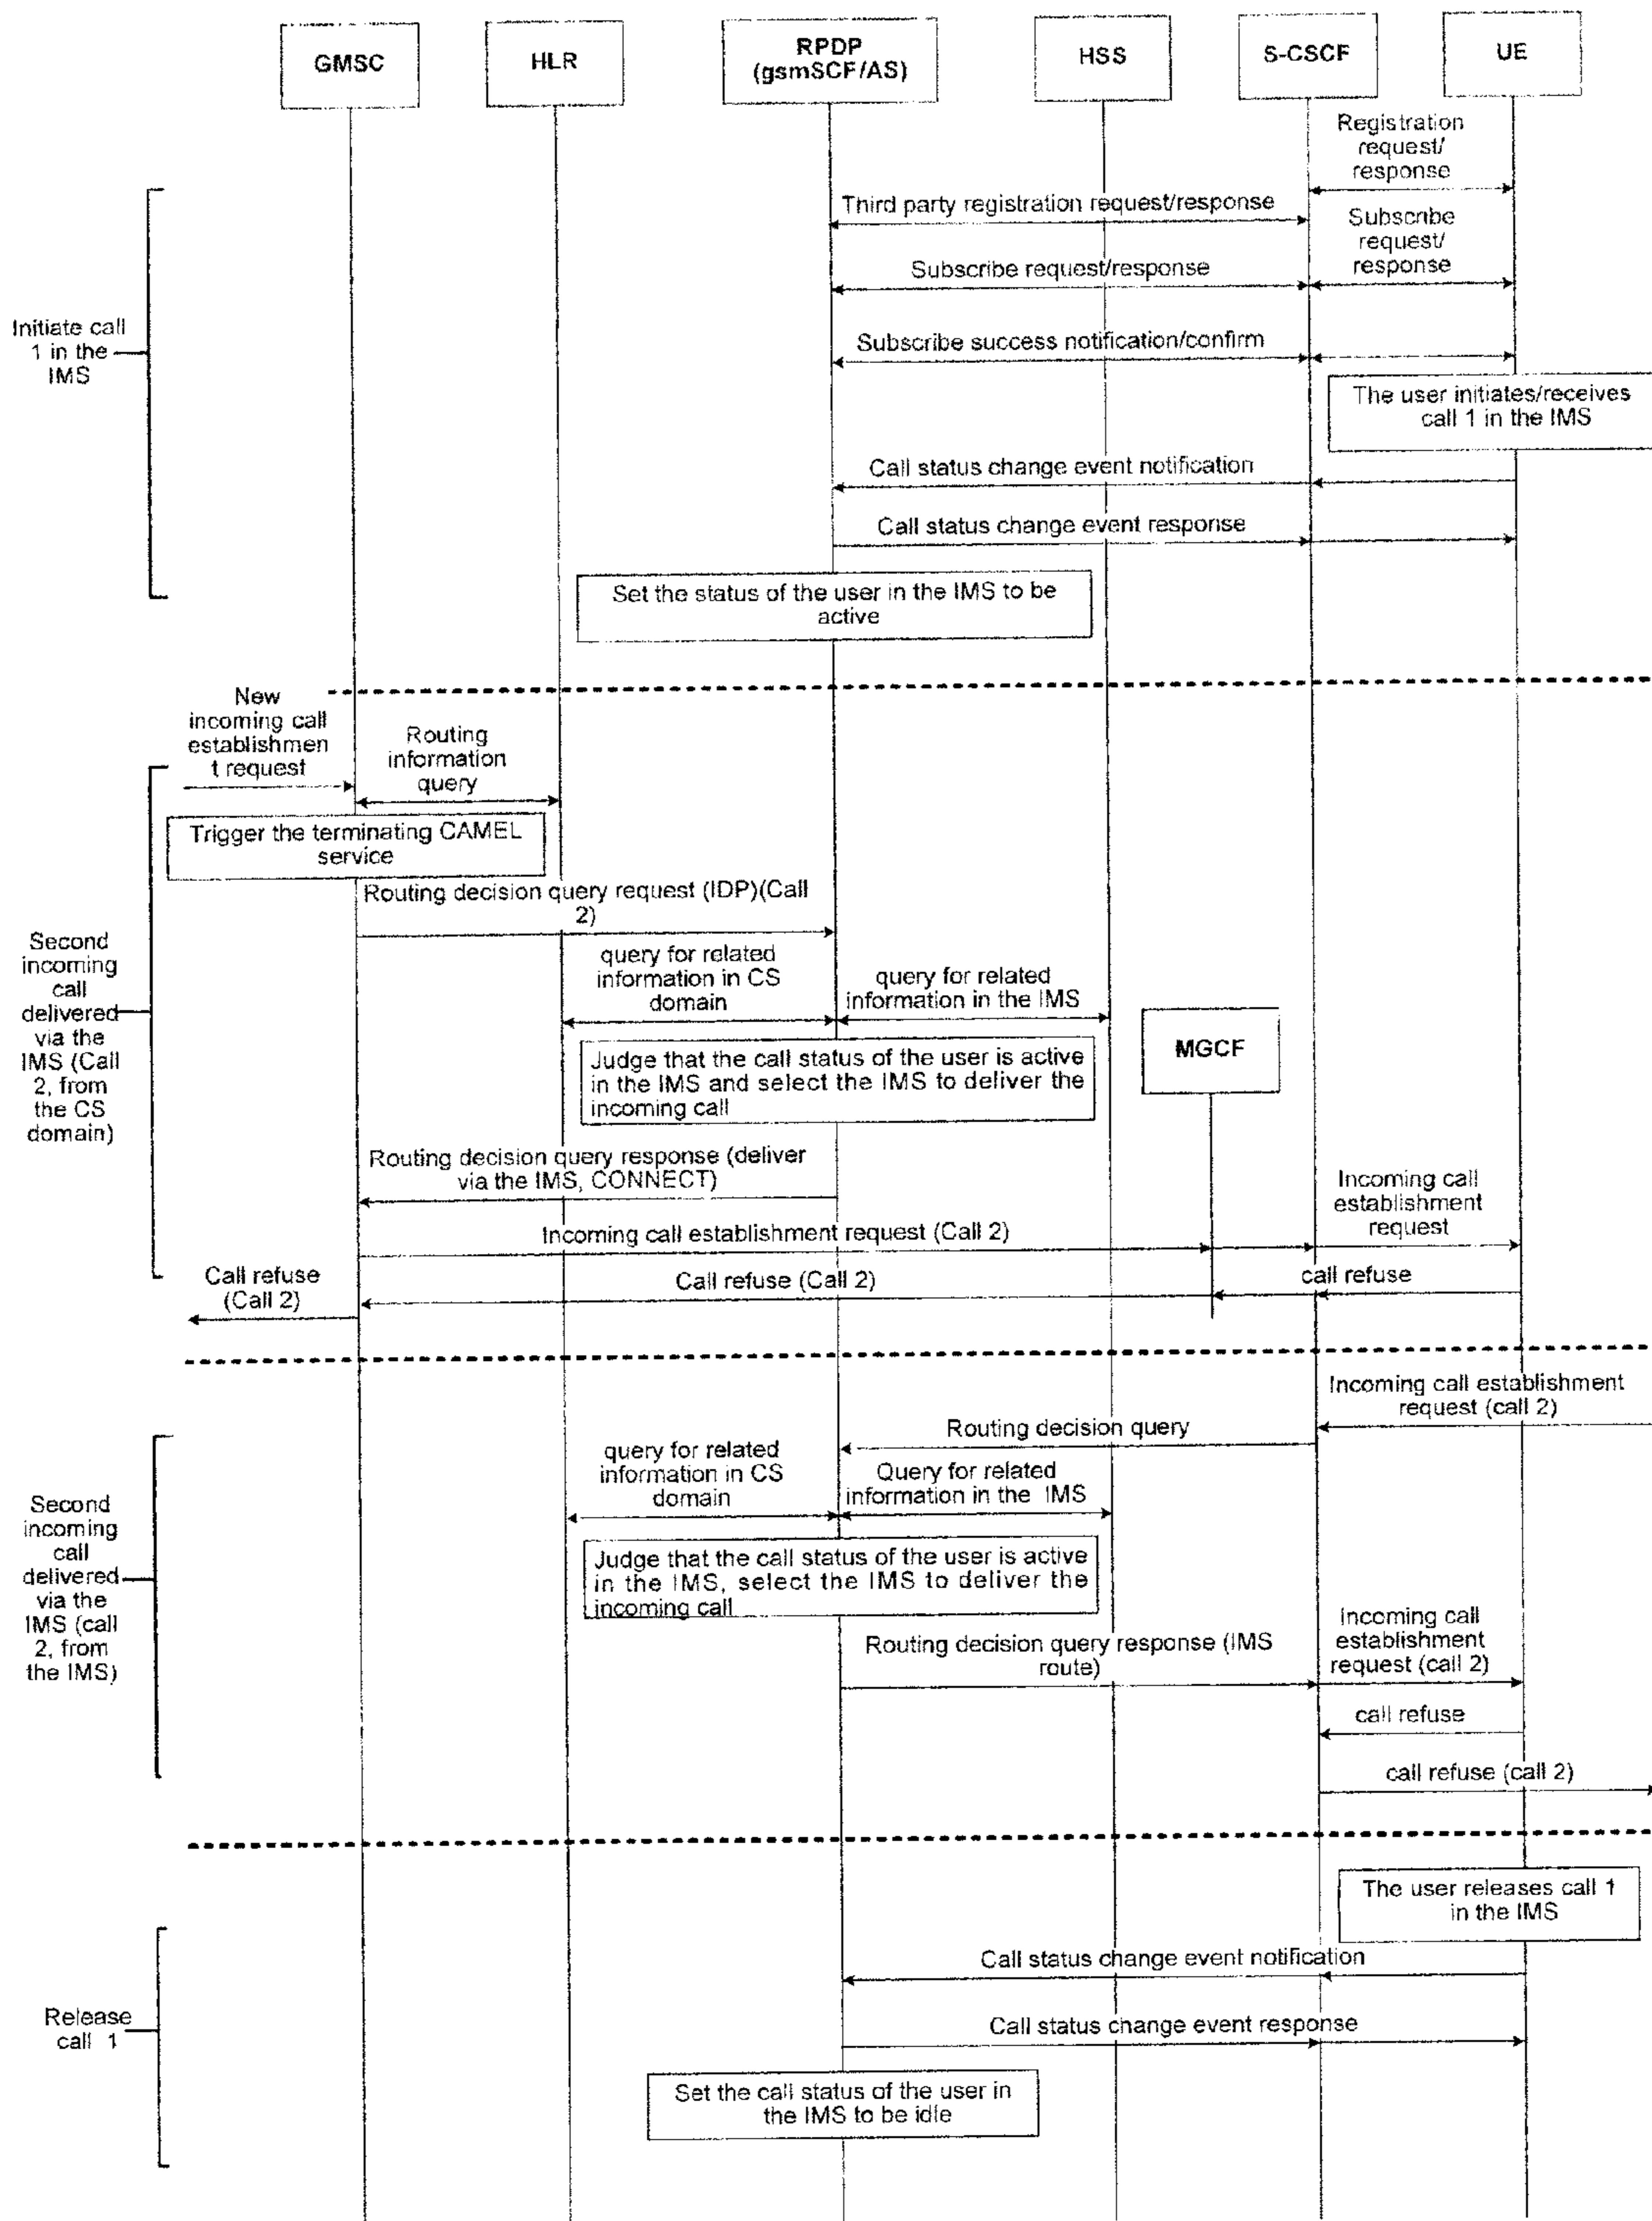 GMSC
HLR
RPDP
(gsmSCF/AS)
HSS
S-CSCF
UE
Registration
request/
response
Third party registration request/response
Subscribe
request/
response
Subscribe request/response
Initiate call
1 in the
IMS
Subscribe success notification/confirm
The user initiates/receives
call 1 in the IMS
Call status change event notification
Call status change event response
Set the status of the user in the IMS to be
active
New
incoming call
establishmen
t request
Routing
information
query
Trigger the terminating CAMEL
service
Routing decision query request (IDP)(Call
2)
Second
incoming
call
delivered
via the
IMS (Call
2, from
the CS
domain)
query for related
information in CS
domain
query for related
information in the IMS
MGCF
Judge that the call status of the user is active
in the IMS and select the IMS to deliver the
incoming call
Routing decision query response (deliver
via the IMS, CONNECT)
Incoming call
establishment
request
Incoming call establishment request (Call 2)
Call refuse
(Call 2)
Call refuse (Call 2)
call refuse
Incoming call establishment
request (call 2)
Routing decision query
query for related
information in CS
domain
Query for related
information in the IMS
Second
incoming
call
delivered
via the
IMS (call
2, from
the IMS)
Judge that the call status of the user is active
in the IMS, select the IMS to deliver the
incoming call
Routing decision query response (IMS
route)
Incoming call
establishment
request (call 2)
call refuse
call refuse (call 2)
The user releases call 1
in the IMS
Call status change event notification
Release
call 1
Call status change event response
Set the call status of the user in
the IMS to be idle